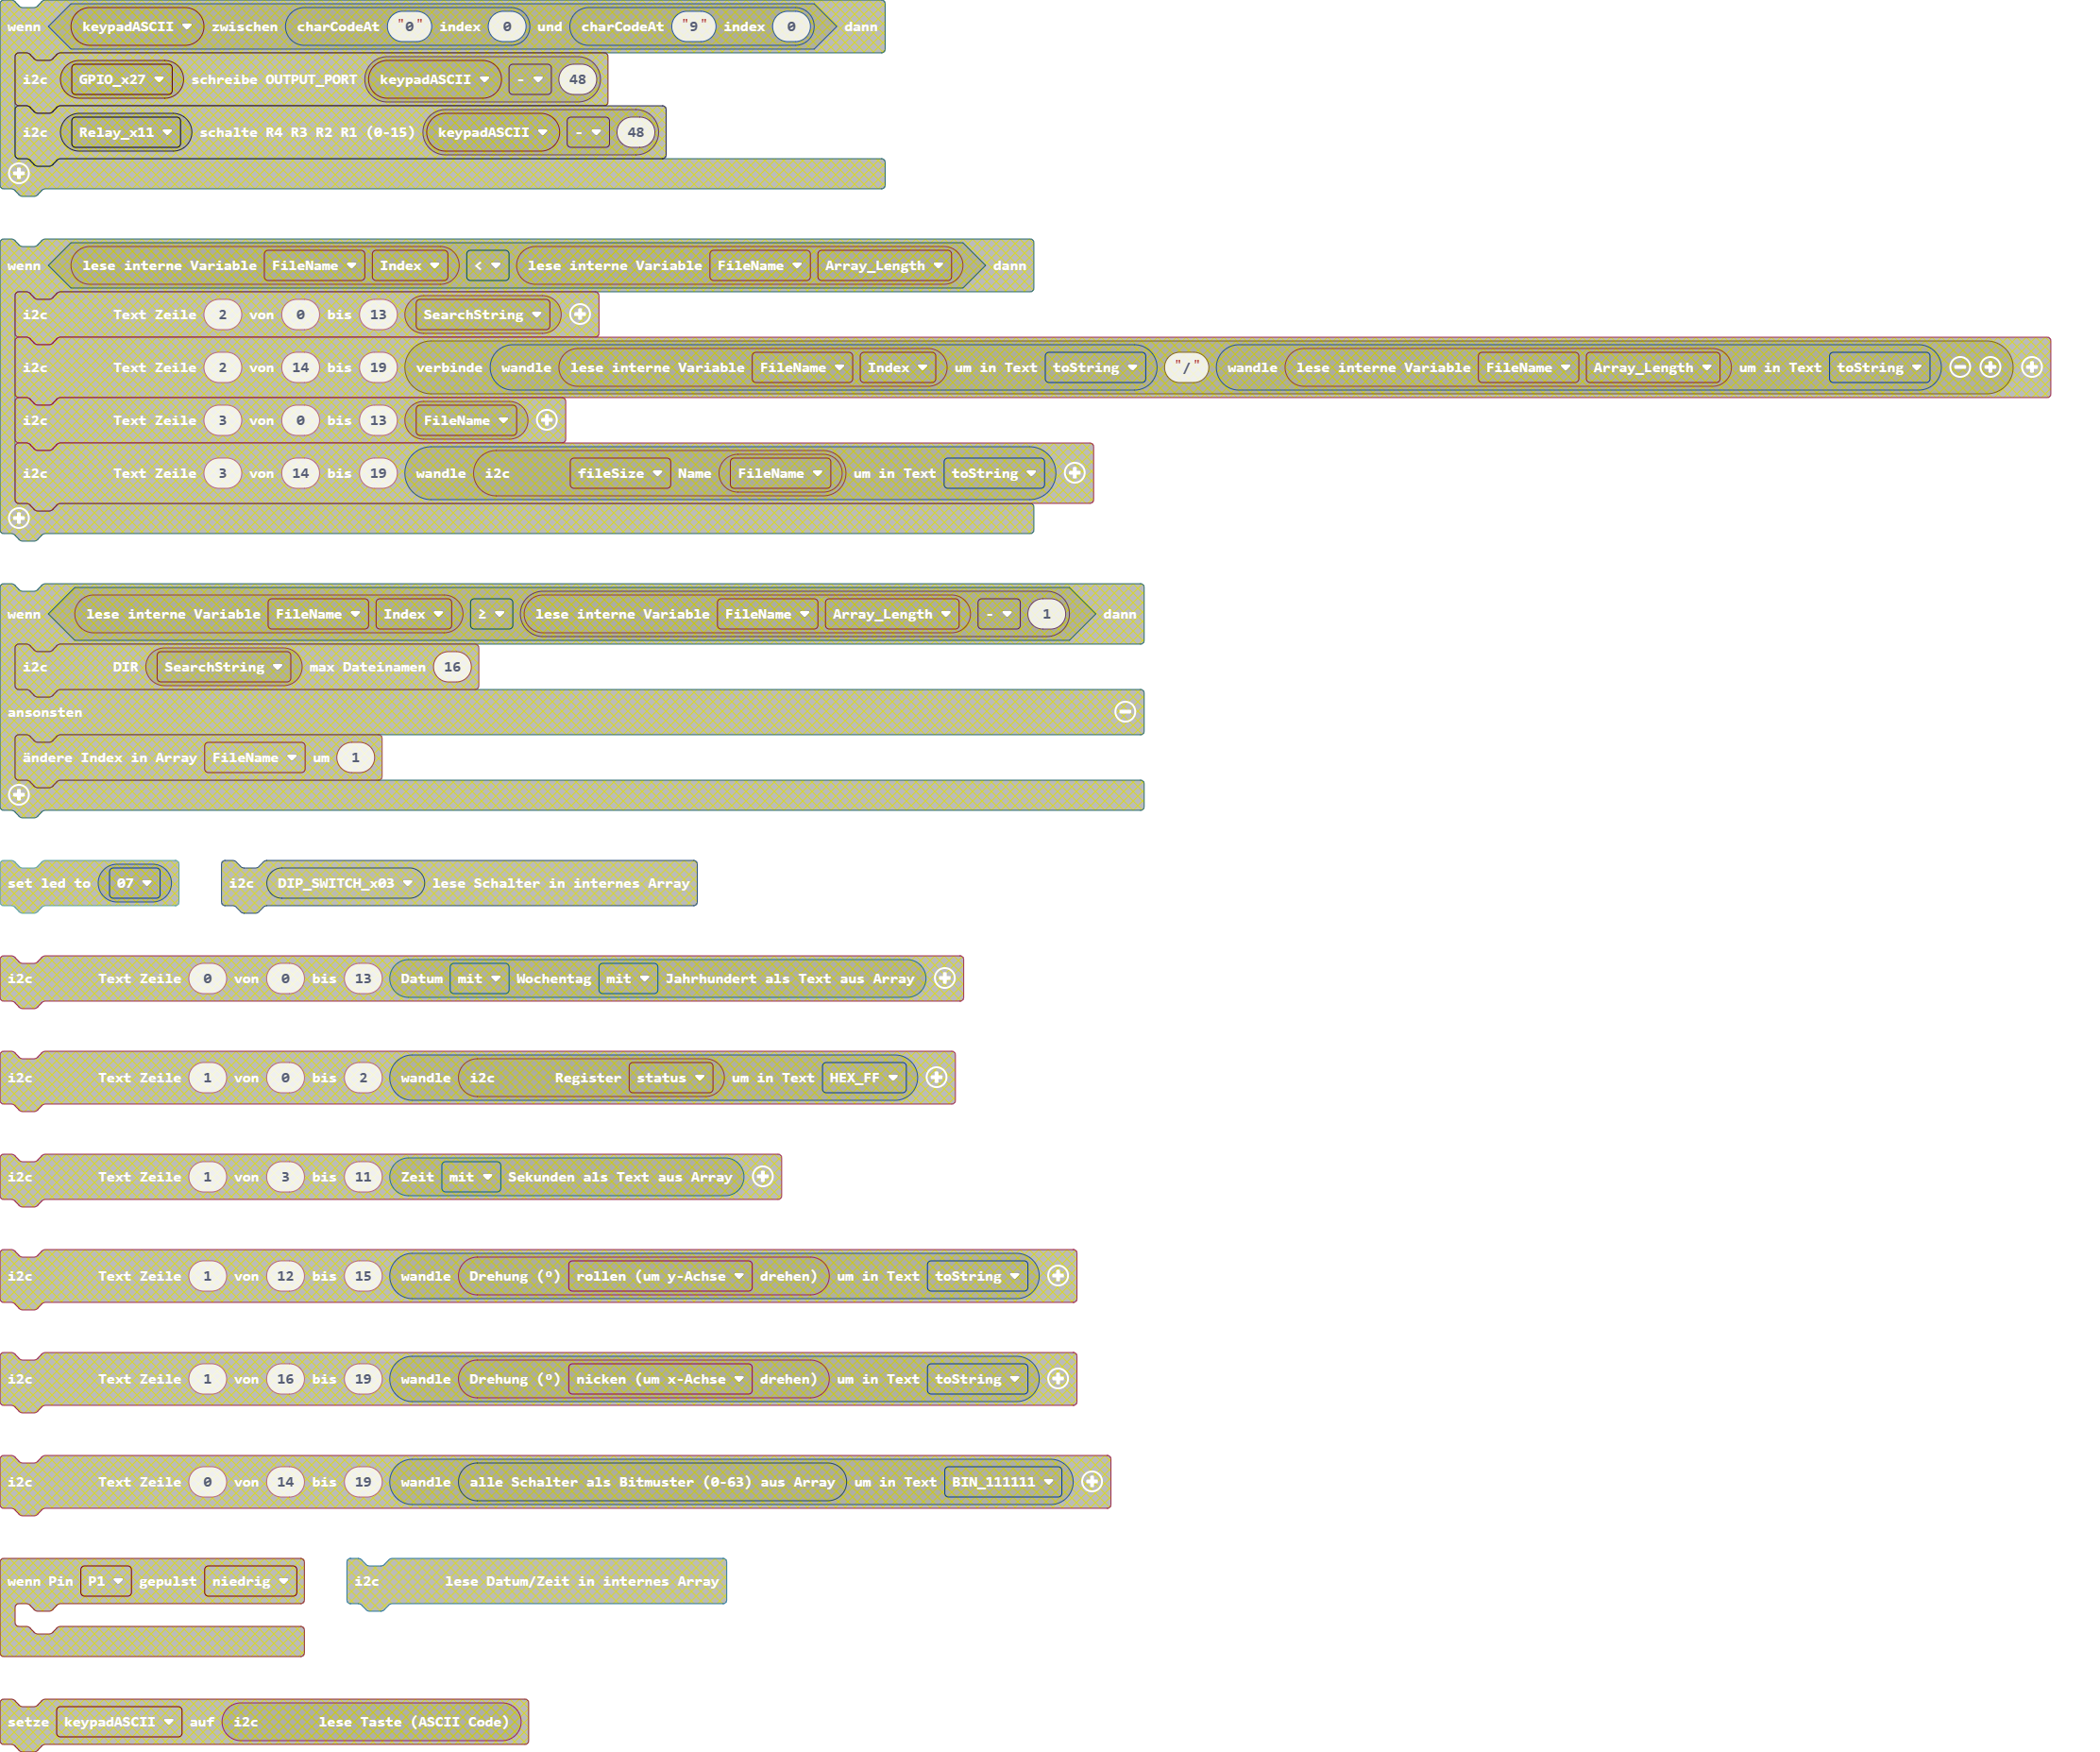 wenn keypadASCII zwischen charCodeAt "0" index 0 und charCodeAt "9" index 0 dann
i2c GPIO_x27 schreibe OUTPUT_PORT keypadASCII - 48
i2c Relay_x11 schalte R4 R3 R2 R1 (0-15) keypadASCII - 48
wenn lese interne Variable FileName Index < lese interne Variable FileName Array_Length dann
i2c Text Zeile 2 von 0 bis 13 SearchString
i2c Text Zeile 2 von 14 bis 19 verbinde wandle lese interne Variable FileName Index um in Text toString "/" wandle lese interne Variable FileName Array_Length um in Text toString
i2c Text Zeile 3 von 0 bis 13 FileName
i2c Text Zeile 3 von 14 bis 19 wandle i2c fileSize Name FileName um in Text toString
wenn lese interne Variable FileName Index ≥ lese interne Variable FileName Array_Length - 1 dann
i2c DIR SearchString max Dateinamen 16
ansonsten
ändere Index in Array FileName um 1
set led to 07 i2c DIP_SWITCH_x03 lese Schalter in internes Array
i2c Text Zeile 0 von 0 bis 13 Datum mit Wochentag mit Jahrhundert als Text aus Array
i2c Text Zeile 1 von 0 bis 2 wandle i2c Register status um in Text HEX_FF
i2c Text Zeile 1 von 3 bis 11 Zeit mit Sekunden als Text aus Array
i2c Text Zeile 1 von 12 bis 15 wandle Drehung (º) rollen (um y-Achse drehen) um in Text toString
i2c Text Zeile 1 von 16 bis 19 wandle Drehung (º) nicken (um x-Achse drehen) um in Text toString
i2c Text Zeile 0 von 14 bis 19 wandle alle Schalter als Bitmuster (0-63) aus Array um in Text BIN_111111
wenn Pin P1 gepulst niedrig i2c lese Datum/Zeit in internes Array
setze keypadASCII auf i2c lese Taste (ASCII Code)